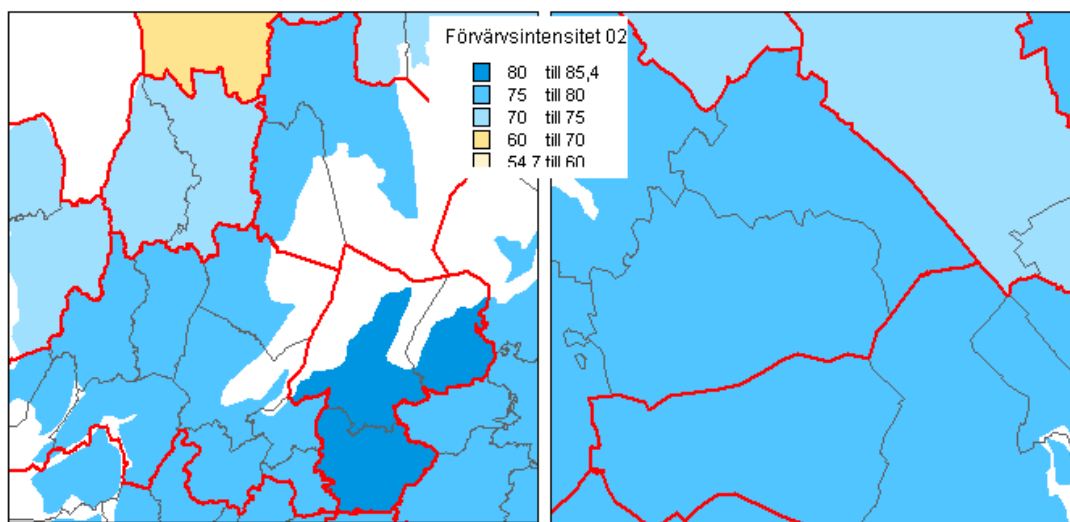 Förvärvsintensitet 02
80 till 85,4
75 till 80
70 till 75
60 till 70
54,7 till 60